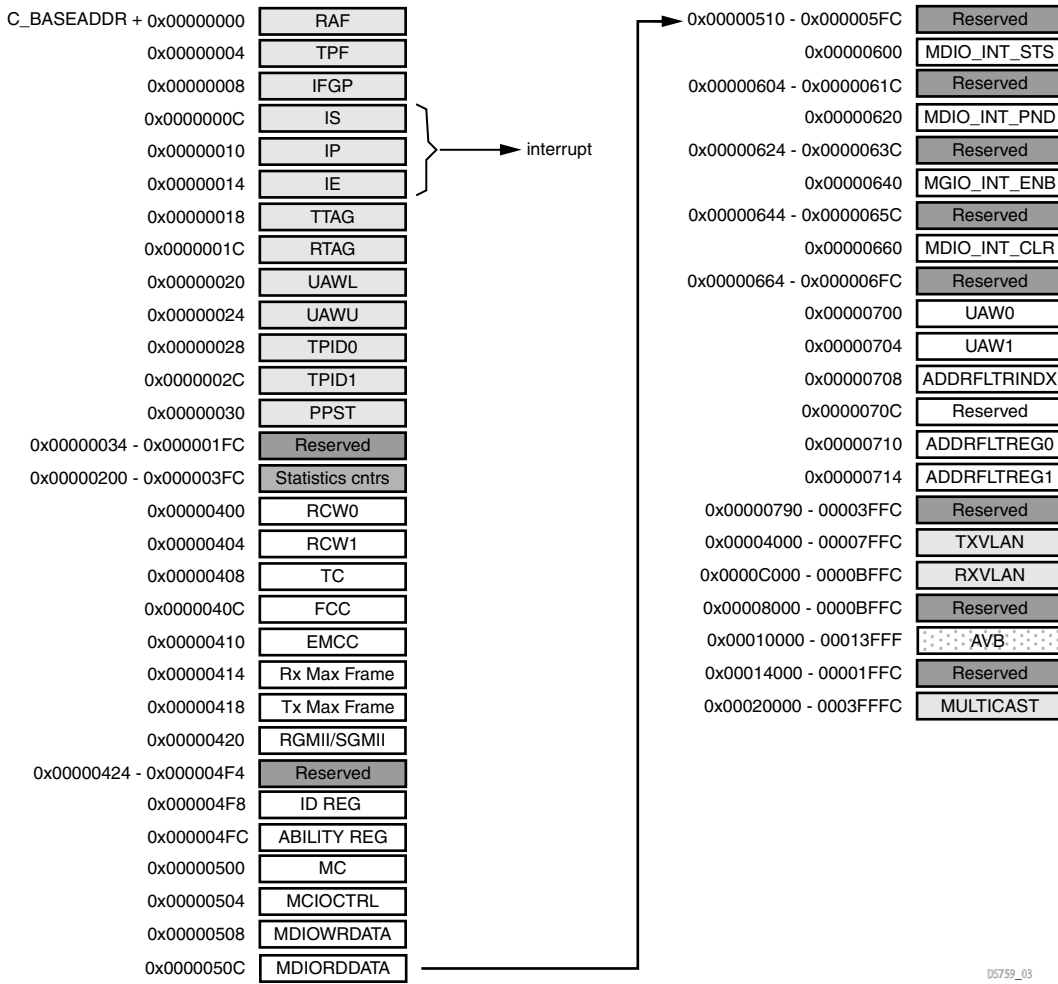 C_BASEADDR + 0x00000000 RAF
0x00000004 TPF
0x00000008 IFGP
0x0000000C IS
0x00000010 IP
interrupt
0x00000014 IE
0x00000018 TTAG
0x0000001C RTAG
0x00000020 UAWL
0x00000024 UAWU
0x00000028 TPID0
0x0000002C TPID1
0x00000030 PPST
0x00000034 - 0x000001FC Reserved
0x00000200 - 0x000003FC Statistics cntrs
0x00000400 RCW0
0x00000404 RCW1
0x00000408 TC
0x0000040C FCC
0x00000410 EMCC
0x00000414 Rx Max Frame
0x00000418 Tx Max Frame
0x00000420 RGMII/SGMII
0x00000424 - 0x000004F4 Reserved
0x000004F8 ID REG
0x000004FC ABILITY REG
0x00000500 MC
0x00000504 MCIOCTRL
0x00000508 MDIOWRDATA
0x0000050C MDIORDDATA
0x00000510 - 0x000005FC Reserved
0x00000600 MDIO_INT_STS
0x00000604 - 0x0000061C Reserved
0x00000620 MDIO_INT_PND
0x00000624 - 0x0000063C Reserved
0x00000640 MGIO_INT_ENB
0x00000644 - 0x0000065C Reserved
0x00000660 MDIO_INT_CLR
0x00000664 - 0x000006FC Reserved
0x00000700 UAW0
0x00000704 UAW1
0x00000708 ADDRFLTRINDX
0x0000070C Reserved
0x00000710 ADDRFLTREG0
0x00000714 ADDRFLTREG1
0x00000790 - 00003FFC Reserved
0x00004000 - 00007FFC TXVLAN
0x0000C000 - 0000BFFC RXVLAN
0x00008000 - 0000BFFC Reserved
0x00010000 - 00013FFF AVB
0x00014000 - 00001FFC Reserved
0x00020000 - 0003FFFC MULTICAST
DS759_03